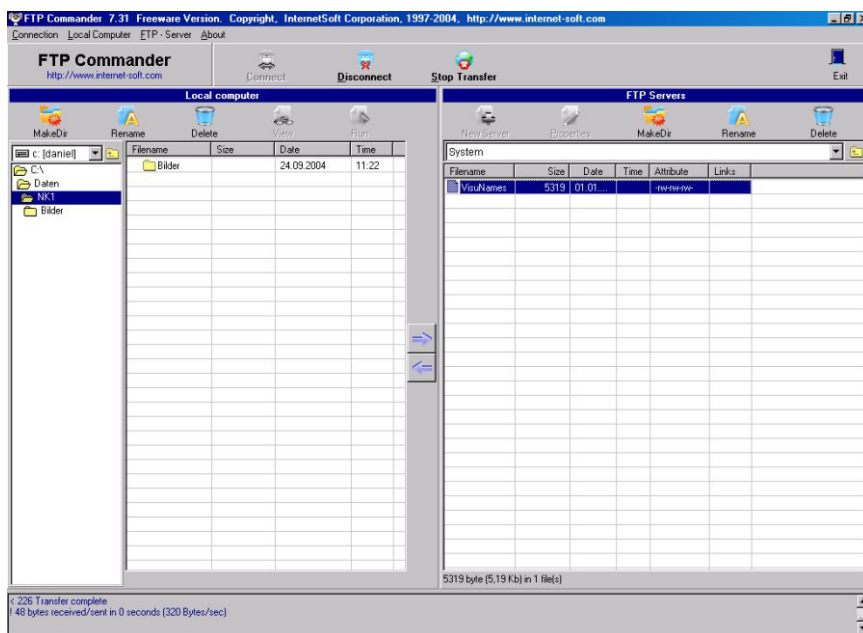 FTP Commander 7.31 Freeware Version. Copyright, InternetSoft Corporation, 1997-2004, http://www.internet-soft.com
Connection Local Computer FTP - Server About
FTP Commander
http://www.internet-soft.com
Connect
Disconnect
Stop Transfer
Exit
Local computer
MakeDir Rename Delete View Run
c: [daniel]
C:\
Daten
NK1
Bilder
Filename Size Date Time
Bilder 24.09.2004 11:22
FTP Servers
New Server Properties MakeDir Rename Delete
System
Filename Size Date Time Attribute Links
VisuNames 5319 01.01.... -rw-rw-rw-
5319 byte (5,19 Kb) in 1 file(s)
< 226 Transfer complete
! 48 bytes received/sent in 0 seconds (320 Bytes/sec)